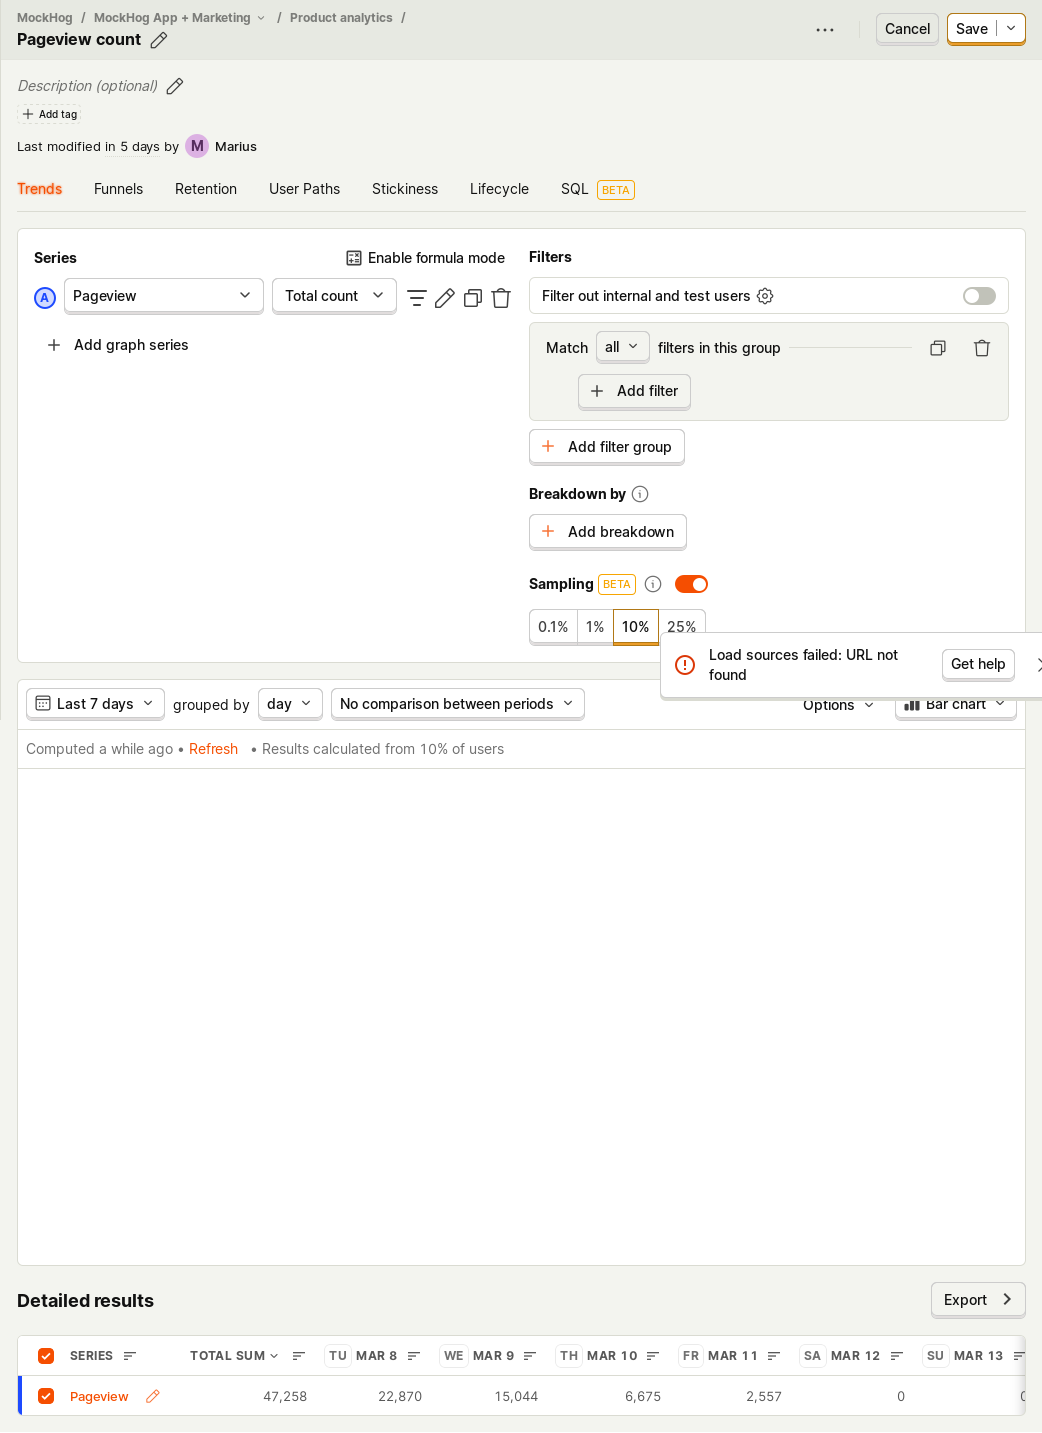 MockHog / MockHog App + Marketing / Product analytics /
Pageview count
Cancel
Save
Description (optional)
Add tag
Last modified in 5 days by M Marius
Trends
Funnels
Retention
User Paths
Stickiness
Lifecycle
SQL BETA
Series
Enable formula mode
A
Pageview
Total count
Add graph series
Filters
Filter out internal and test users
Match all filters in this group
Add filter
Add filter group
Breakdown by
Add breakdown
Sampling BETA
0.1%
1%
10%
25%
Load sources failed: URL not
found
Get help
Last 7 days
grouped by
day
No comparison between periods
Options
Bar chart
Computed a while ago • Refresh • Results calculated from 10% of users
Detailed results
Export
SERIES TOTAL SUM TU MAR 8 WE MAR 9 TH MAR 10 FR MAR 11 SA MAR 12 SU MAR 13
Pageview 47,258 22,870 15,044 6,675 2,557 0 0